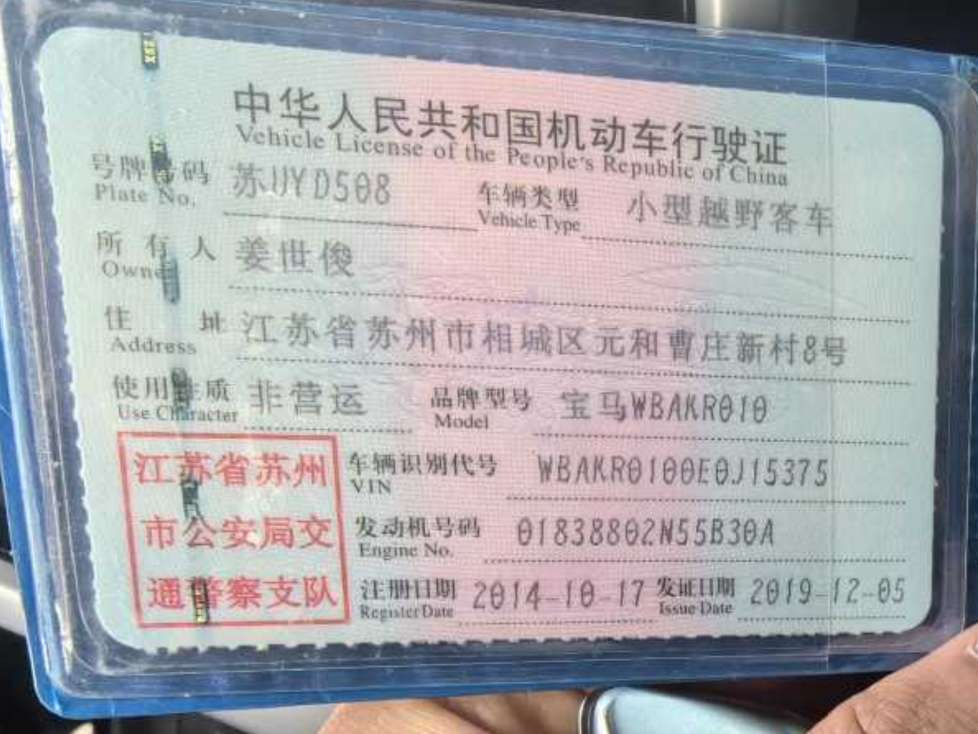 中华人民共和国机动车行驶证
Vehicle License of the People's Republic of China
号牌号码 苏UYD508 车辆类型 小型越野客车
Plate No. Vehicle Type
所有人 姜世俊
Owner
住址 江苏省苏州市相城区元和曹庄新村8号
Address
使用性质 非营运 品牌型号 宝马WBAKR010
Use Character Model
江苏省苏州
市公安局交
通警察支队
车辆识别代号 WBAKR0100E0J15375
VIN
发动机号码 01838802N55B30A
Engine No.
注册日期 2014-10-17 发证日期 2019-12-05
Register Date Issue Date